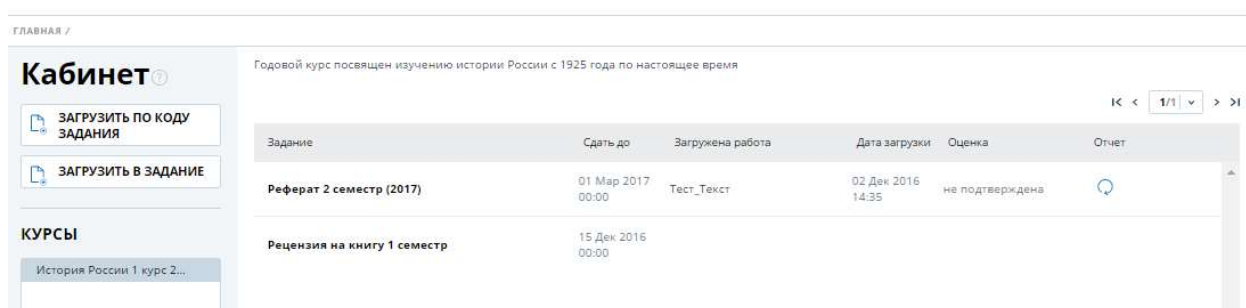 ГЛАВНАЯ /
Кабинет ?
ЗАГРУЗИТЬ ПО КОДУ
ЗАДАНИЯ
ЗАГРУЗИТЬ В ЗАДАНИЕ
КУРСЫ
История России 1 курс 2...
Годовой курс посвящен изучению истории России с 1925 года по настоящее время
1/1
Задание Сдать до Загружена работа Дата загрузки Оценка Отчет
Реферат 2 семестр (2017) 01 Мар 2017 Тест_Текст 02 Дек 2016 не подтверждена
00:00 14:35
Рецензия на книгу 1 семестр 15 Дек 2016
00:00